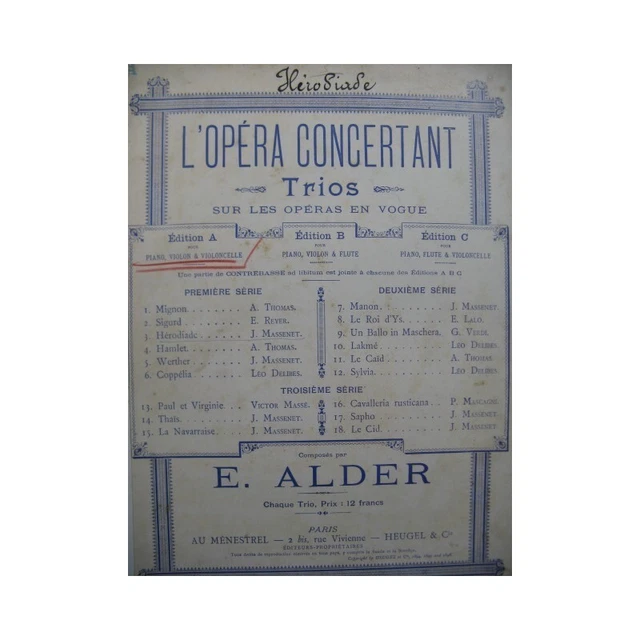 Hérodiade
L'OPÉRA CONCERTANT
Trios
SUR LES OPÉRAS EN VOGUE
Édition A
POUR
PIANO, VIOLON & VIOLONCELLE
Édition B
POUR
PIANO, VIOLON & FLUTE
Édition C
POUR
PIANO, FLUTE & VIOLONCELLE
Une partie de CONTREBASSE ad libitum est jointe à chacune des Éditions A B C
PREMIÈRE SÉRIE
1. Mignon. . . . . . . . A. THOMAS.
2. Sigurd . . . . . . . . E. REYER.
3. Hérodiade. . . . . . J. MASSENET.
4. Hamlet. . . . . . . . A. THOMAS.
5. Werther . . . . . . . J. MASSENET.
6. Coppélia . . . . . . . LÉO DELIBES.
DEUXIÈME SÉRIE
7. Manon. . . . . . . . . J. MASSENET.
8. Le Roi d'Ys. . . . . . E. LALO.
9. Un Ballo in Maschera. G. VERDI.
10. Lakmé . . . . . . . . LÉO DELIBES.
11. Le Caïd . . . . . . . . A. THOMAS.
12. Sylvia. . . . . . . . . LÉO DELIBES.
TROISIÈME SÉRIE
13. Paul et Virginie. . . VICTOR MASSÉ.
14. Thaïs. . . . . . . . . J. MASSENET.
15. La Navarraise. . . . J. MASSENET.
16. Cavalleria rusticana . . P. MASCAGNI.
17. Sapho . . . . . . . . J. MASSENET.
18. Le Cid. . . . . . . . . J. MASSENET.
Composés par
E. ALDER
Chaque Trio, Prix : 12 francs
PARIS
AU MÉNESTREL — 2 bis, rue Vivienne — HEUGEL & Cie
ÉDITEURS-PROPRIÉTAIRES